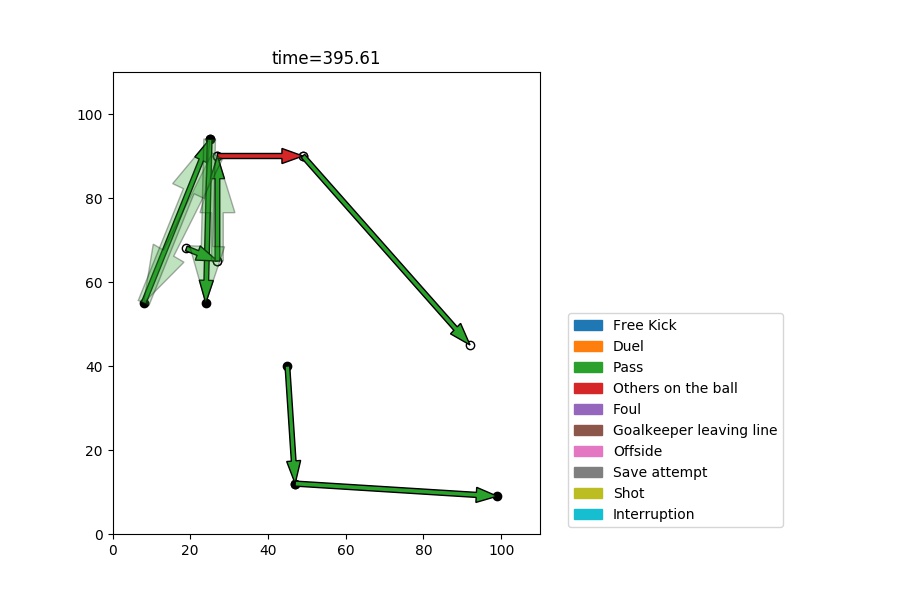 time=395.61
100
80
60
40
20
0
0 20 40 60 80 100
Free Kick
Duel
Pass
Others on the ball
Foul
Goalkeeper leaving line
Offside
Save attempt
Shot
Interruption